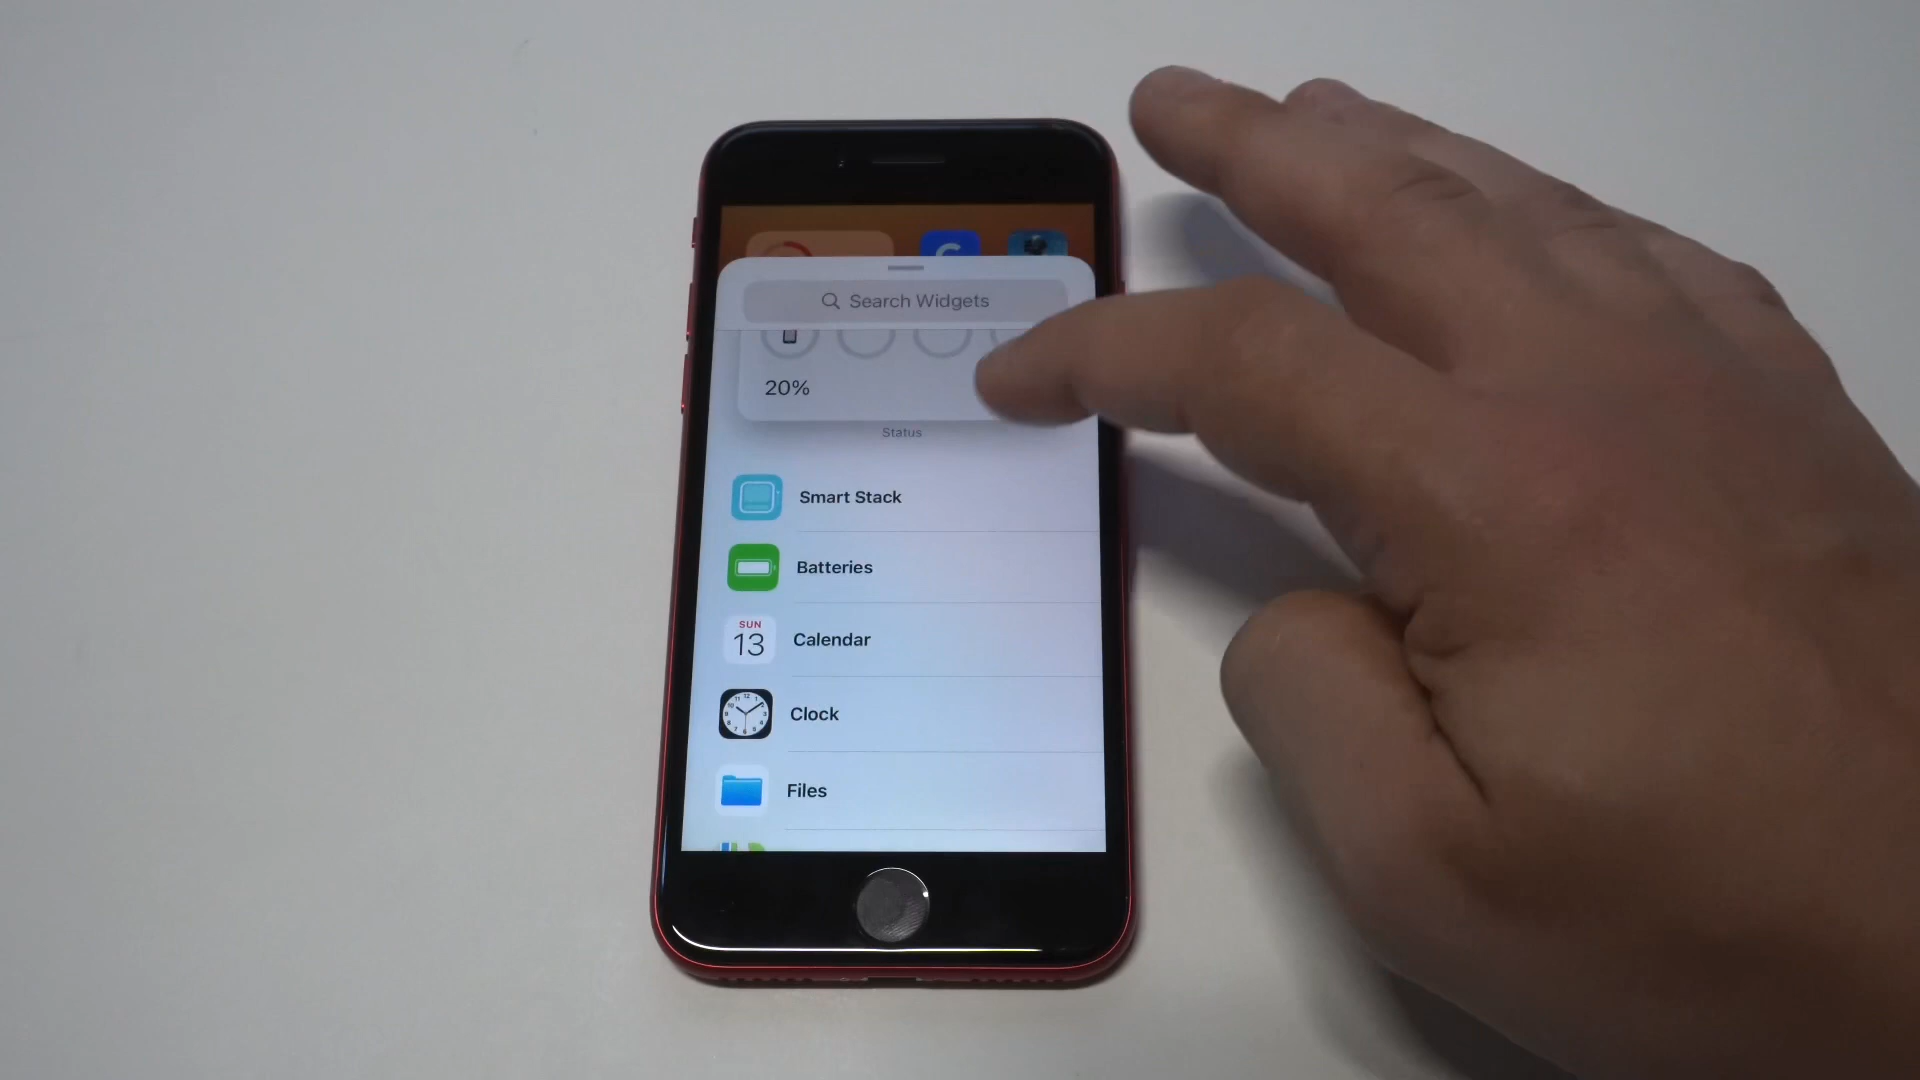 Search Widgets
20%
Status
Smart Stack
Batteries
SUN
13
Calendar
Clock
Files